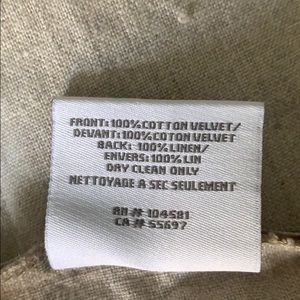 FRONT: 100% COTTON VELVET/
DEVANT: 100% COTON VELVET
BACK: 100% LINEN/
ENVERS: 100% LIN
DRY CLEAN ONLY
NETTOYAGE A SEC SEULEMENT
RN# 104581
CA# 55697